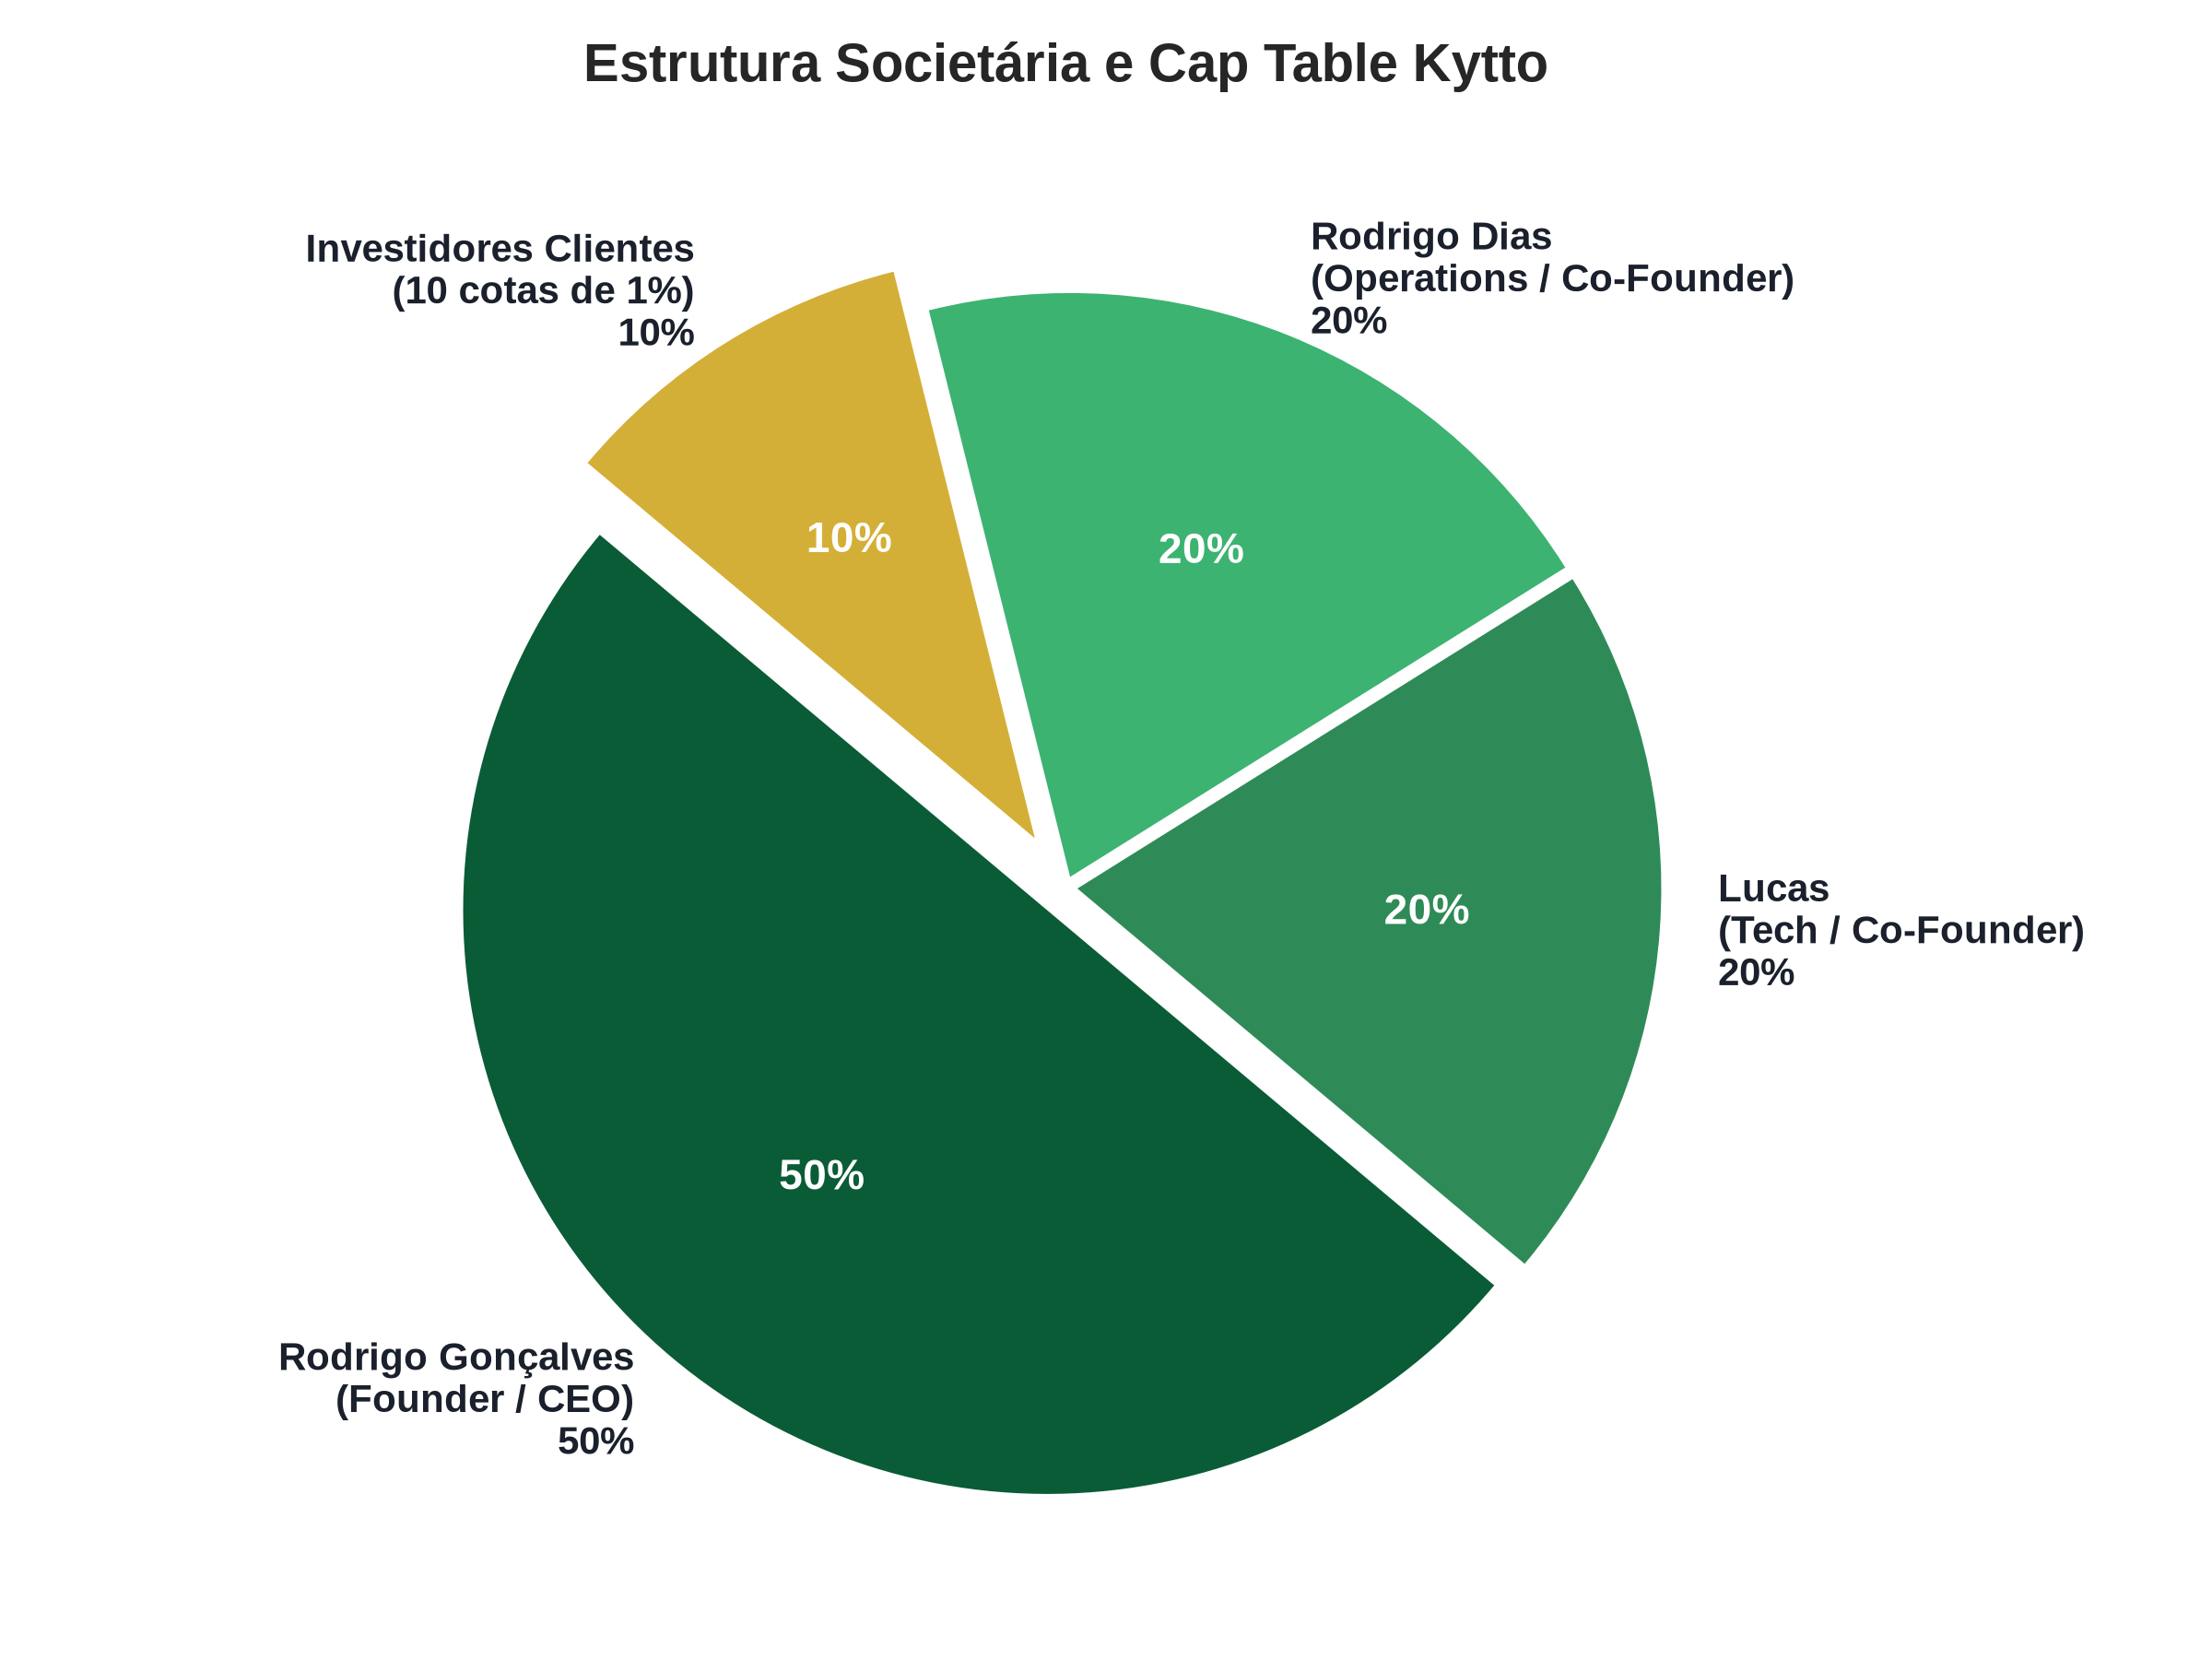 Estrutura Societária e Cap Table Kytto
Investidores Clientes
(10 cotas de 1%)
10%
Rodrigo Dias
(Operations / Co-Founder)
20%
10%
20%
20%
Lucas
(Tech / Co-Founder)
20%
50%
Rodrigo Gonçalves
(Founder / CEO)
50%